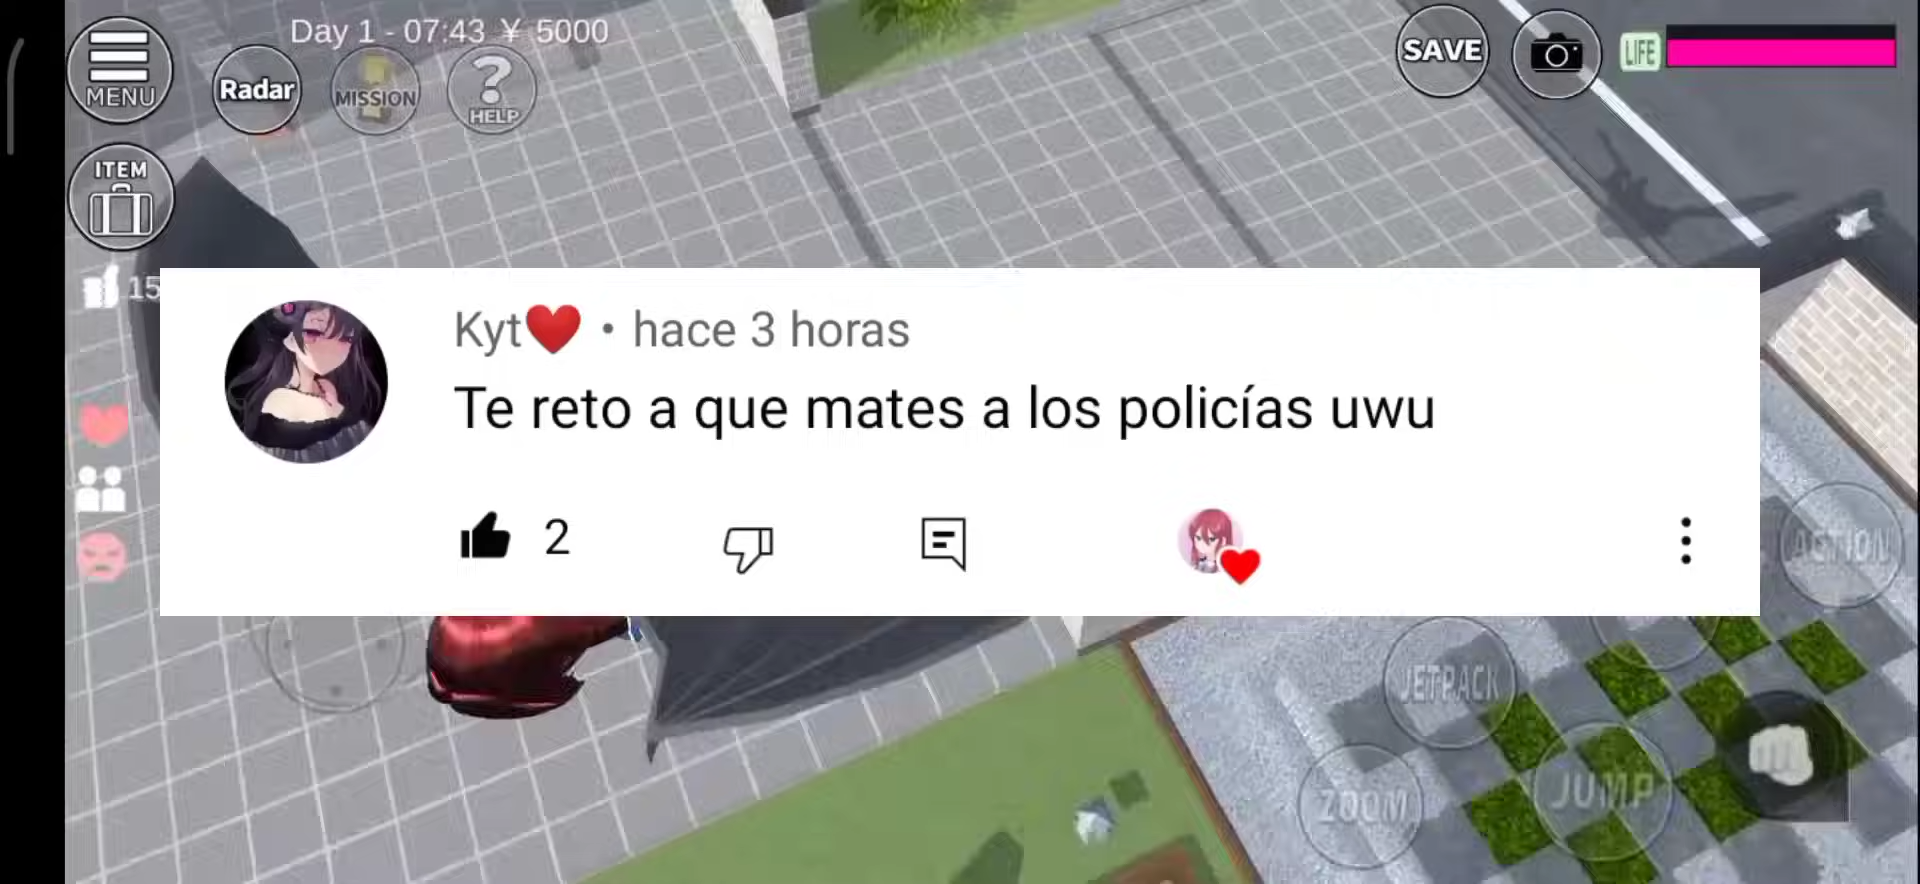 Day 1 - 07:43 ¥ 5000
MENU
Radar
MISSION
?
HELP
SAVE
LIFE
ITEM
15
Kyt❤️ • hace 3 horas
Te reto a que mates a los policías uwu
2
ACTION
JETPACK
ZOOM
JUMP